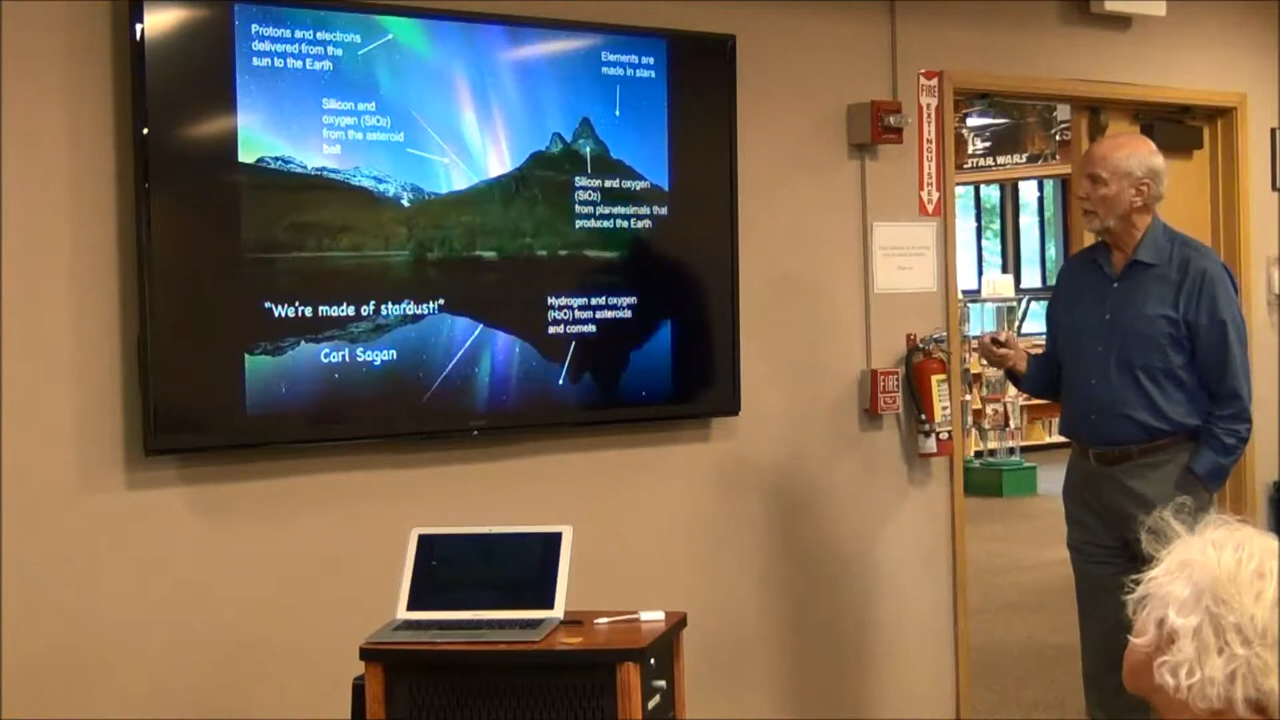 Protons and electrons
delivered from the
sun to the Earth
Elements are
made in stars
Silicon and
oxygen (SiO2)
from the asteroid
belt
Silicon and oxygen
(SiO2)
from planetesimals that
produced the Earth
"We're made of stardust!"
Carl Sagan
Hydrogen and oxygen
(H2O) from asteroids
and comets
FIRE
EXTINGUISHER
STAR WARS
FIRE